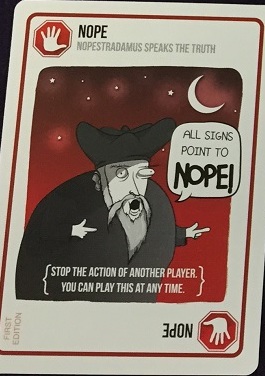 NOPE
NOPESTRADAMUS SPEAKS THE TRUTH
ALL SIGNS
POINT TO
NOPE!
STOP THE ACTION OF ANOTHER PLAYER.
YOU CAN PLAY THIS AT ANY TIME.
FIRST
EDITION
NOPE